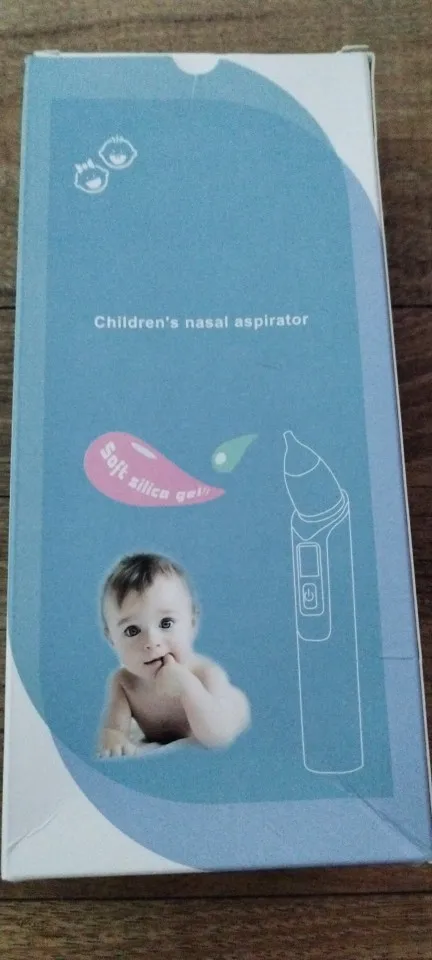 Children's nasal aspirator
Soft silica gel!!